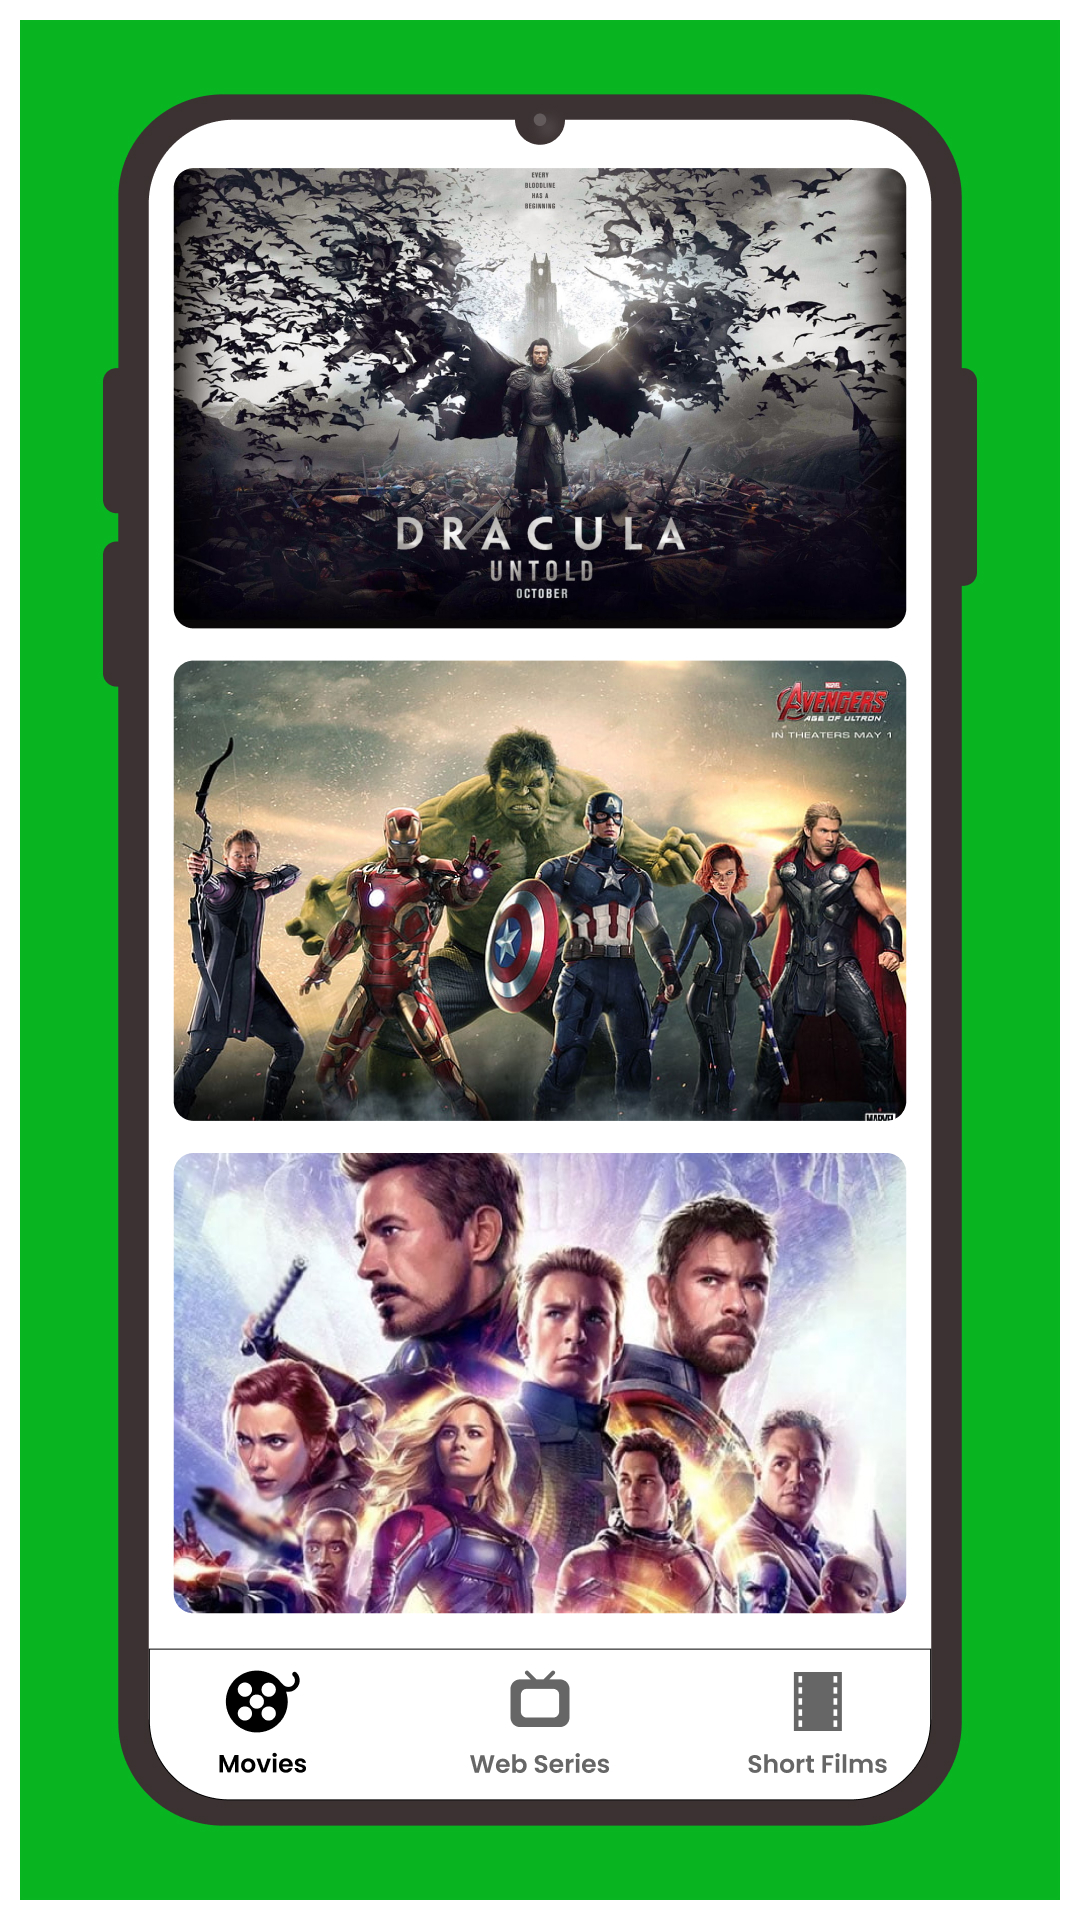 EVERY
BLOODLINE
HAS A
BEGINNING
DRACULA
UNTOLD
OCTOBER
MARVEL
AVENGERS
AGE OF ULTRON
IN THEATERS MAY 1
A
MARVEL
Movies
Web Series
Short Films